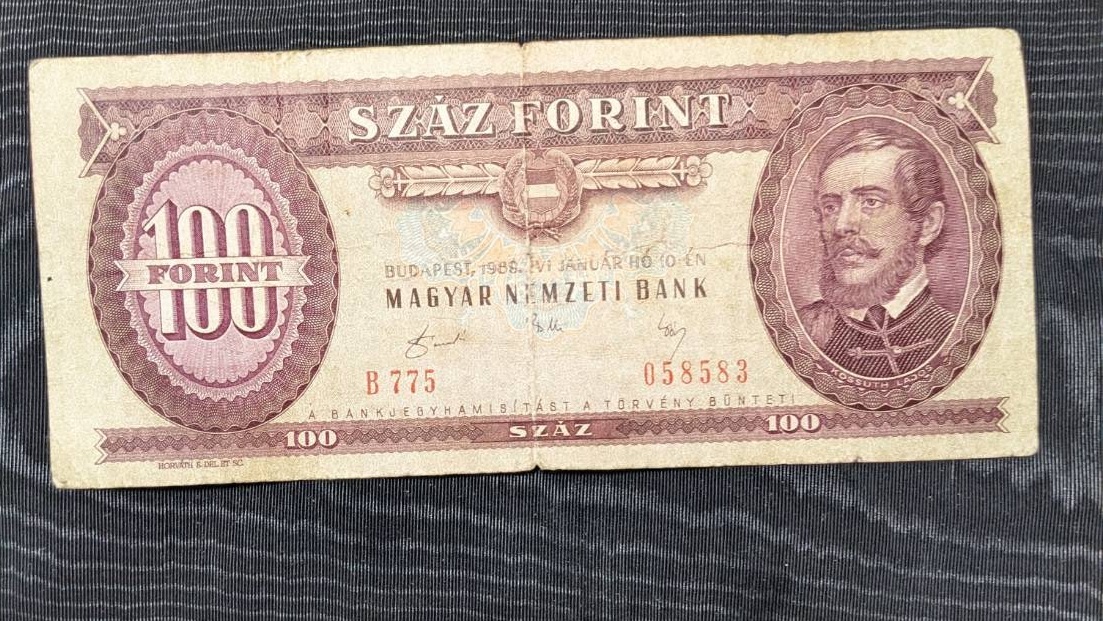 SZÁZ FORINT
100
FORINT
BUDAPEST, 1989. ÉVI JANUÁR HÓ 10-ÉN
MAGYAR NEMZETI BANK
B 775
058583
KOSSUTH LAJOS
A BANKJEGYHAMISÍTÁST A TÖRVÉNY BÜNTETI
100
SZÁZ
100
HORVÁTH E. DEL. ET SC.